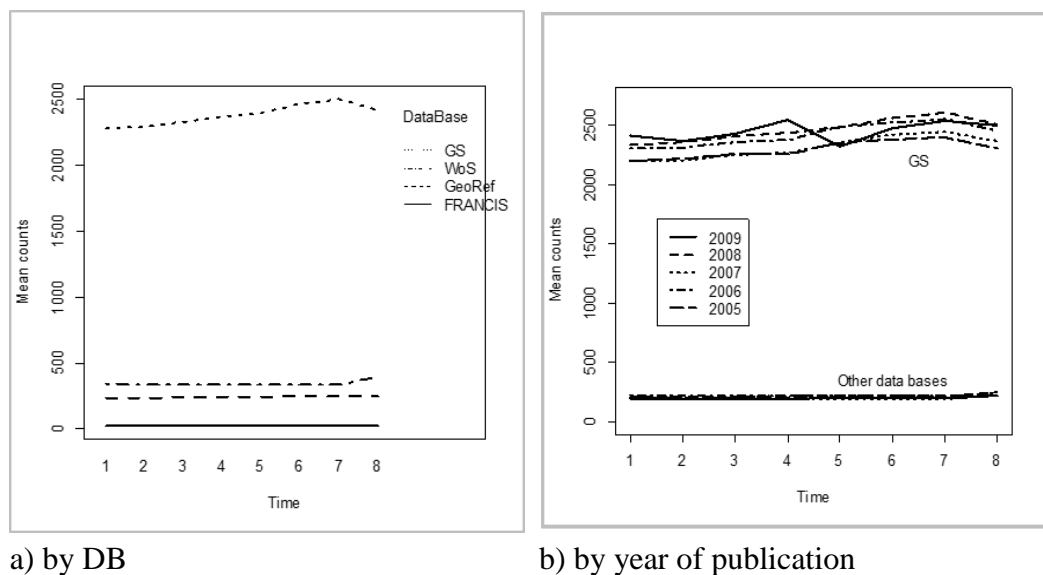 2500
2000
1500
1000
500
0
Mean counts
DataBase
GS
WoS
GeoRef
FRANCIS
1 2 3 4 5 6 7 8
Time
a) by DB
2500
2000
1500
1000
500
0
Mean counts
GS
2009
2008
2007
2006
2005
Other data bases
1 2 3 4 5 6 7 8
Time
b) by year of publication